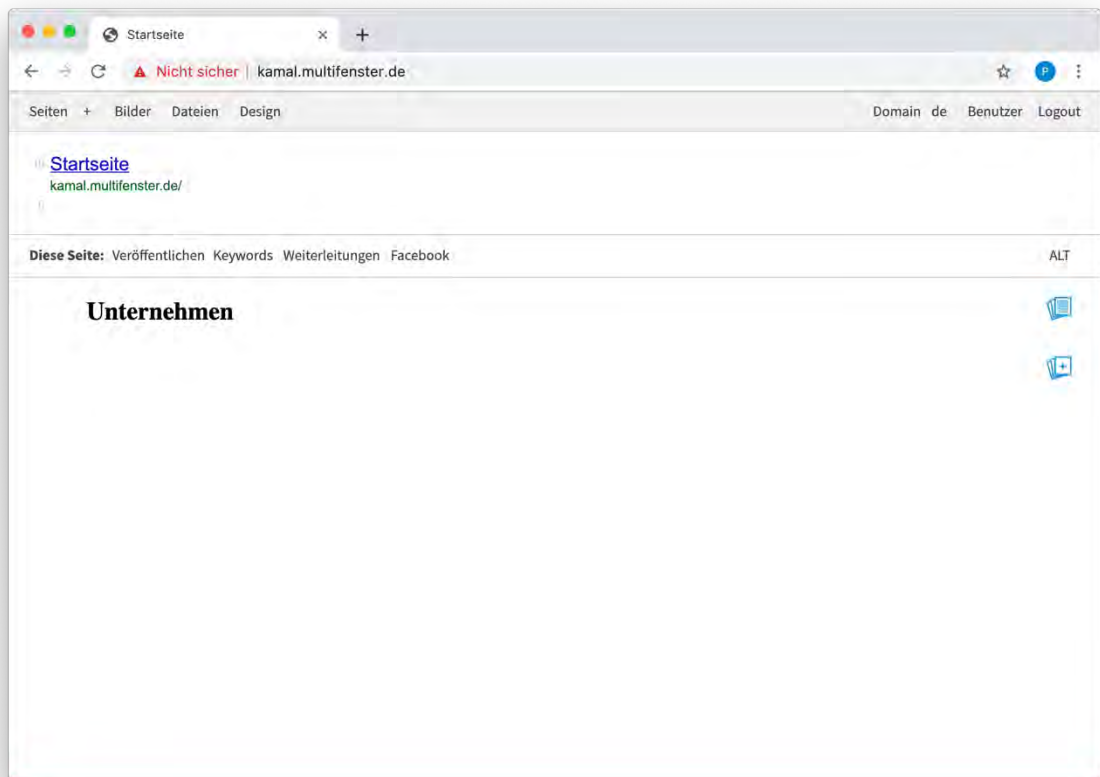 Startseite
Nicht sicher | kamal.multifenster.de
P
Seiten + Bilder Dateien Design Domain de Benutzer Logout
Startseite
kamal.multifenster.de/
Diese Seite: Veröffentlichen Keywords Weiterleitungen Facebook ALT
Unternehmen